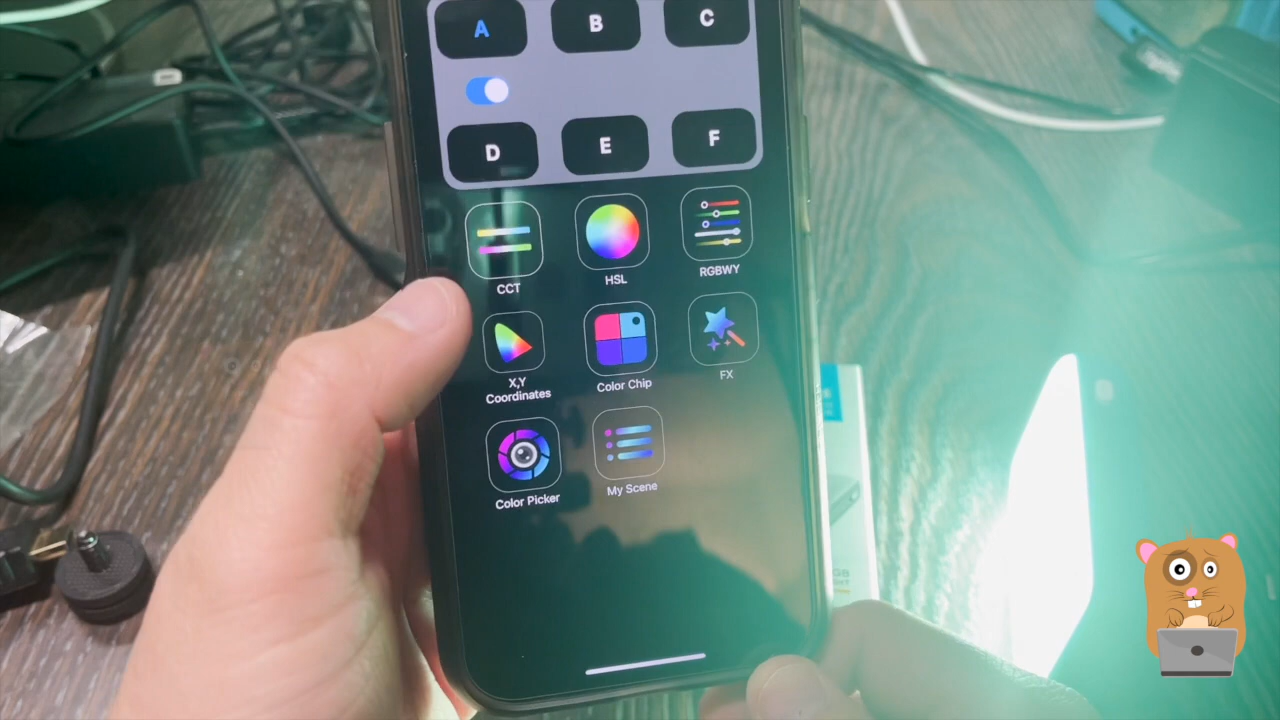 A B C
D E F
CCT HSL RGBWY
X,Y
Coordinates
Color Chip
FX
Color Picker
My Scene